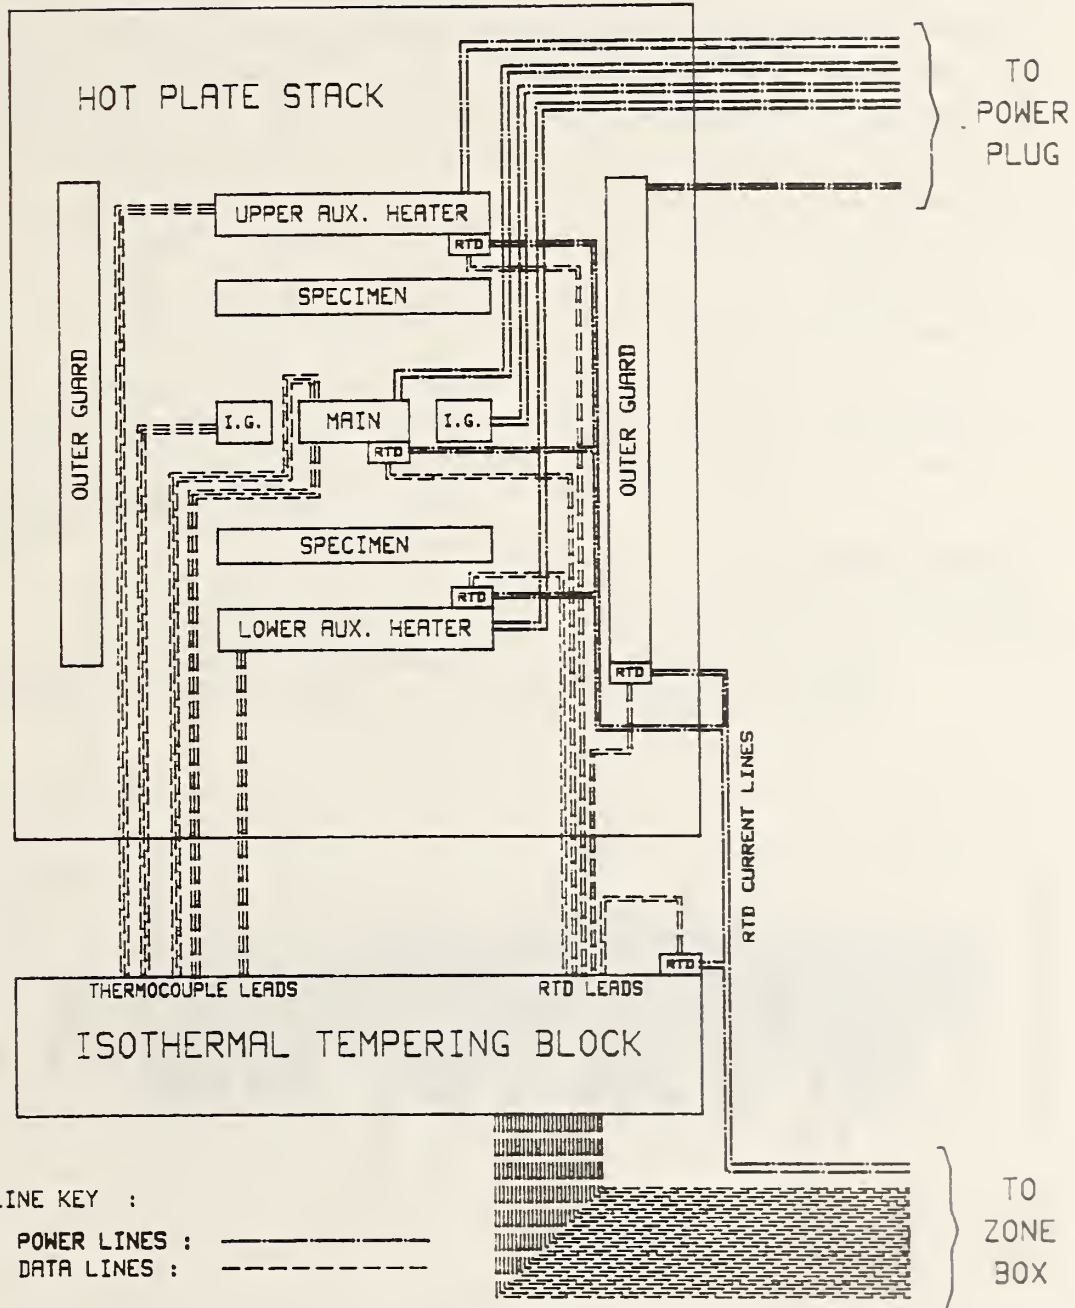 HOT PLATE STACK
TO
POWER
PLUG
UPPER AUX. HEATER
RTD
SPECIMEN
OUTER GUARD
OUTER GUARD
I.G.
MAIN
I.G.
RTD
SPECIMEN
RTD
LOWER AUX. HEATER
RTD
RTD CURRENT LINES
RTD
THERMOCOUPLE LEADS
RTD LEADS
ISOTHERMAL TEMPERING BLOCK
LINE KEY :
POWER LINES :
DATA LINES :
TO
ZONE
BOX